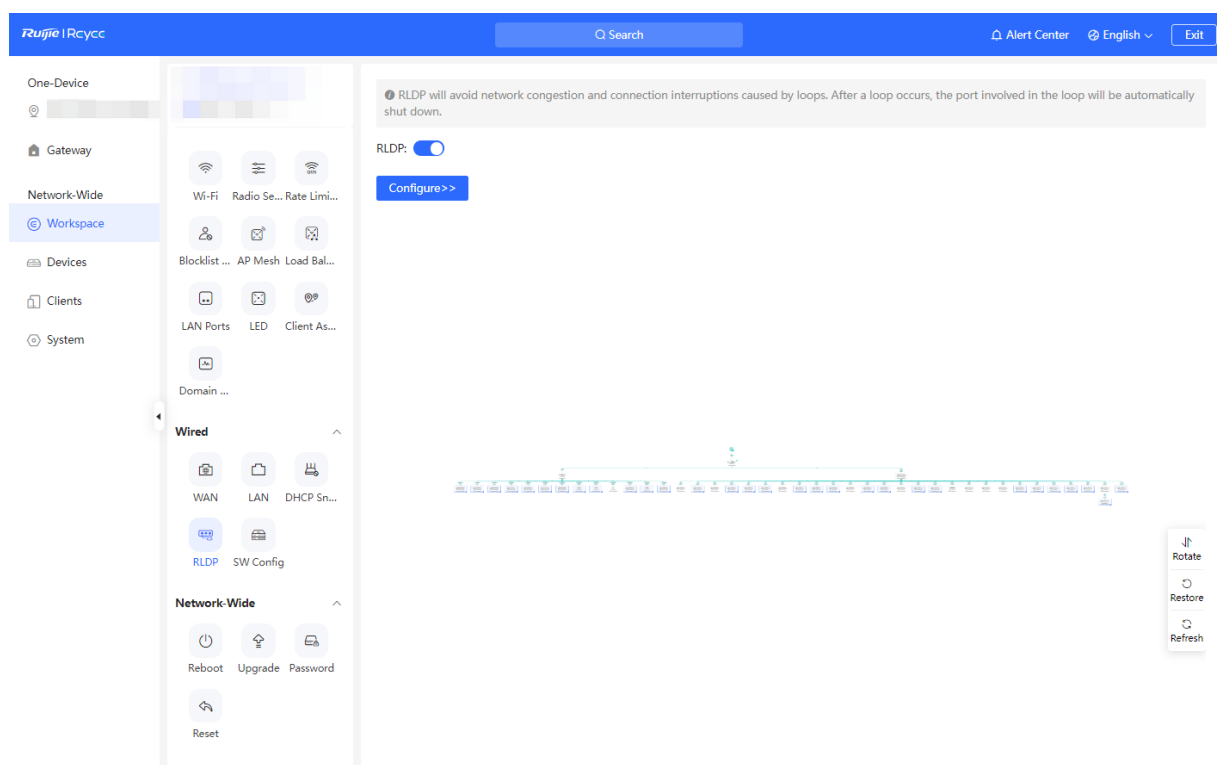 Ruijie | Rcycc
Search
Alert Center
English
Exit
One-Device
Gateway
Network-Wide
Workspace
Devices
Clients
System
Wi-Fi Radio Se... Rate Limi...
Blocklist ... AP Mesh Load Bal...
LAN Ports LED Client As...
Domain ...
Wired
WAN LAN DHCP Sn...
RLDP SW Config
Network-Wide
Reboot Upgrade Password
Reset
RLDP will avoid network congestion and connection interruptions caused by loops. After a loop occurs, the port involved in the loop will be automatically
shut down.
RLDP:
Configure>>
Rotate
Restore
Refresh